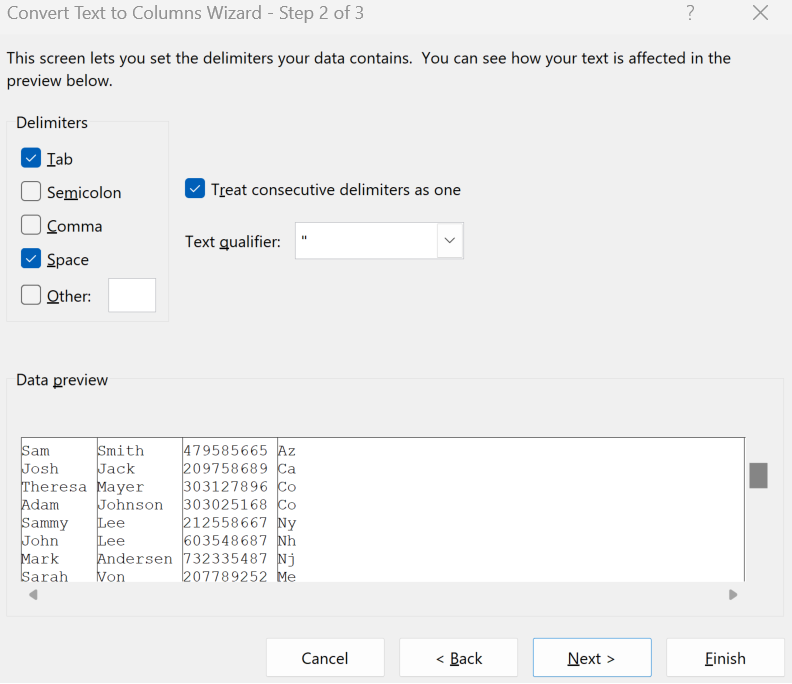 Convert Text to Columns Wizard - Step 2 of 3 ?
This screen lets you set the delimiters your data contains. You can see how your text is affected in the
preview below.
Delimiters
Tab
Semicolon
Comma
Space
Other:
Treat consecutive delimiters as one
Text qualifier: "
Data preview
Sam Smith 479585665 Az
Josh Jack 209758689 Ca
Theresa Mayer 303127896 Co
Adam Johnson 303025168 Co
Sammy Lee 212558667 Ny
John Lee 603548687 Nh
Mark Andersen 732335487 Nj
Sarah Von 207789252 Me
Cancel < Back Next > Finish